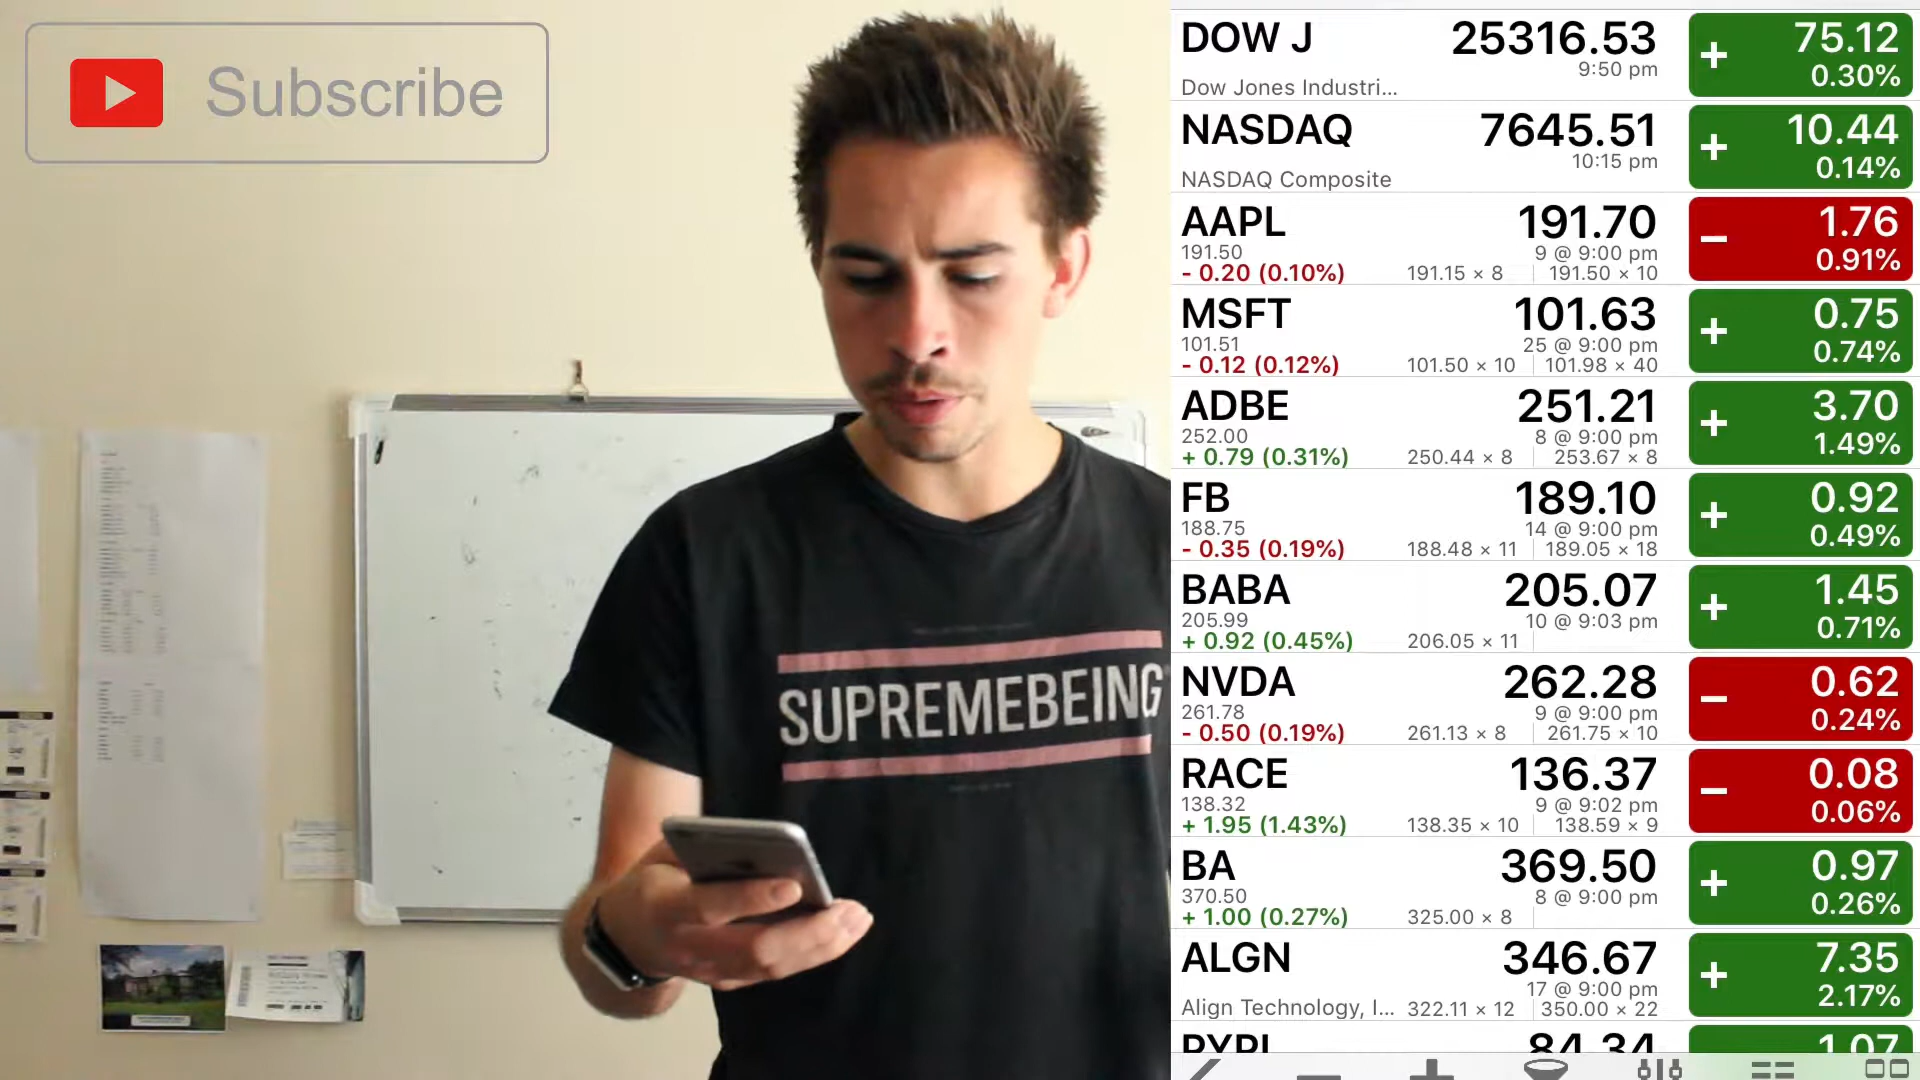 Subscribe
SUPREMEBEING
DOW J 25316.53 + 75.12
9:50 pm 0.30%
Dow Jones Industri...
NASDAQ 7645.51 + 10.44
10:15 pm 0.14%
NASDAQ Composite
AAPL 191.70 − 1.76
191.50 9 @ 9:00 pm 0.91%
- 0.20 (0.10%) 191.15 × 8 191.50 × 10
MSFT 101.63 + 0.75
101.51 25 @ 9:00 pm 0.74%
- 0.12 (0.12%) 101.50 × 10 101.98 × 40
ADBE 251.21 + 3.70
252.00 8 @ 9:00 pm 1.49%
+ 0.79 (0.31%) 250.44 × 8 253.67 × 8
FB 189.10 + 0.92
188.75 14 @ 9:00 pm 0.49%
- 0.35 (0.19%) 188.48 × 11 189.05 × 18
BABA 205.07 + 1.45
205.99 10 @ 9:03 pm 0.71%
+ 0.92 (0.45%) 206.05 × 11
NVDA 262.28 − 0.62
261.78 9 @ 9:00 pm 0.24%
- 0.50 (0.19%) 261.13 × 8 261.75 × 10
RACE 136.37 − 0.08
138.32 9 @ 9:02 pm 0.06%
+ 1.95 (1.43%) 138.35 × 10 138.59 × 9
BA 369.50 + 0.97
370.50 8 @ 9:00 pm 0.26%
+ 1.00 (0.27%) 325.00 × 8
ALGN 346.67 + 7.35
17 @ 9:00 pm 2.17%
Align Technology, I... 322.11 × 12 350.00 × 22
PYPL 84.34 1.07